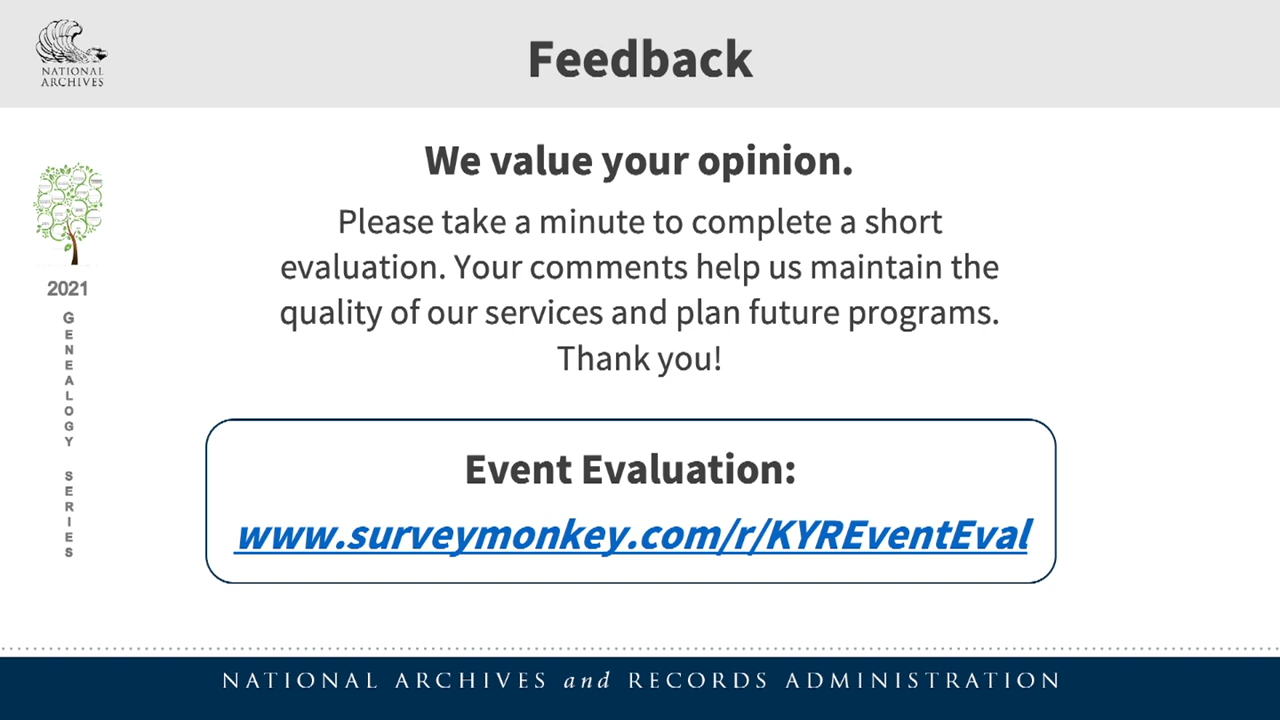 NATIONAL
ARCHIVES
Feedback
We value your opinion.
Please take a minute to complete a short
evaluation. Your comments help us maintain the
quality of our services and plan future programs.
Thank you!
2021
GENEALOGY
SERIES
Event Evaluation:
www.surveymonkey.com/r/KYREventEval
NATIONAL ARCHIVES and RECORDS ADMINISTRATION